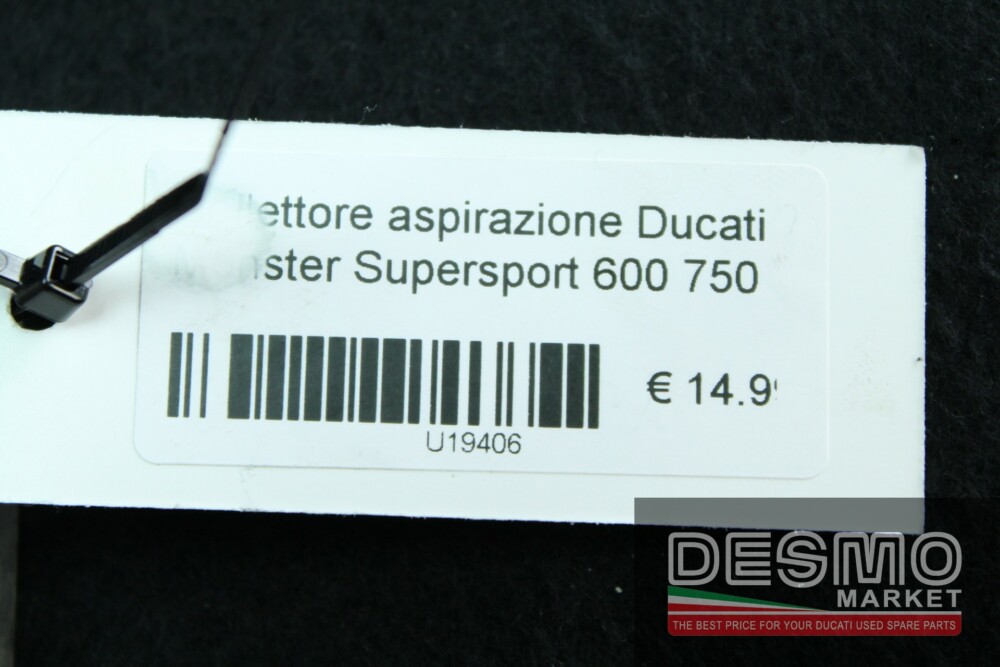 llettore aspirazione Ducati
Monster Supersport 600 750
€ 14.9
U19406
DESMO
MARKET
THE BEST PRICE FOR YOUR DUCATI USED SPARE PARTS